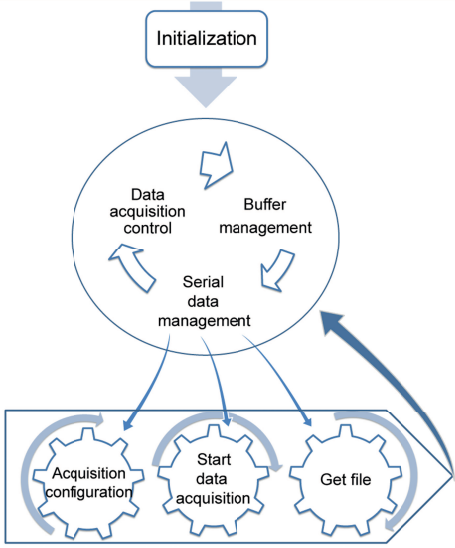 Initialization
Data
acquisition
control
Buffer
management
Serial
data
management
Acquisition
configuration
Start
data
acquisition
Get file